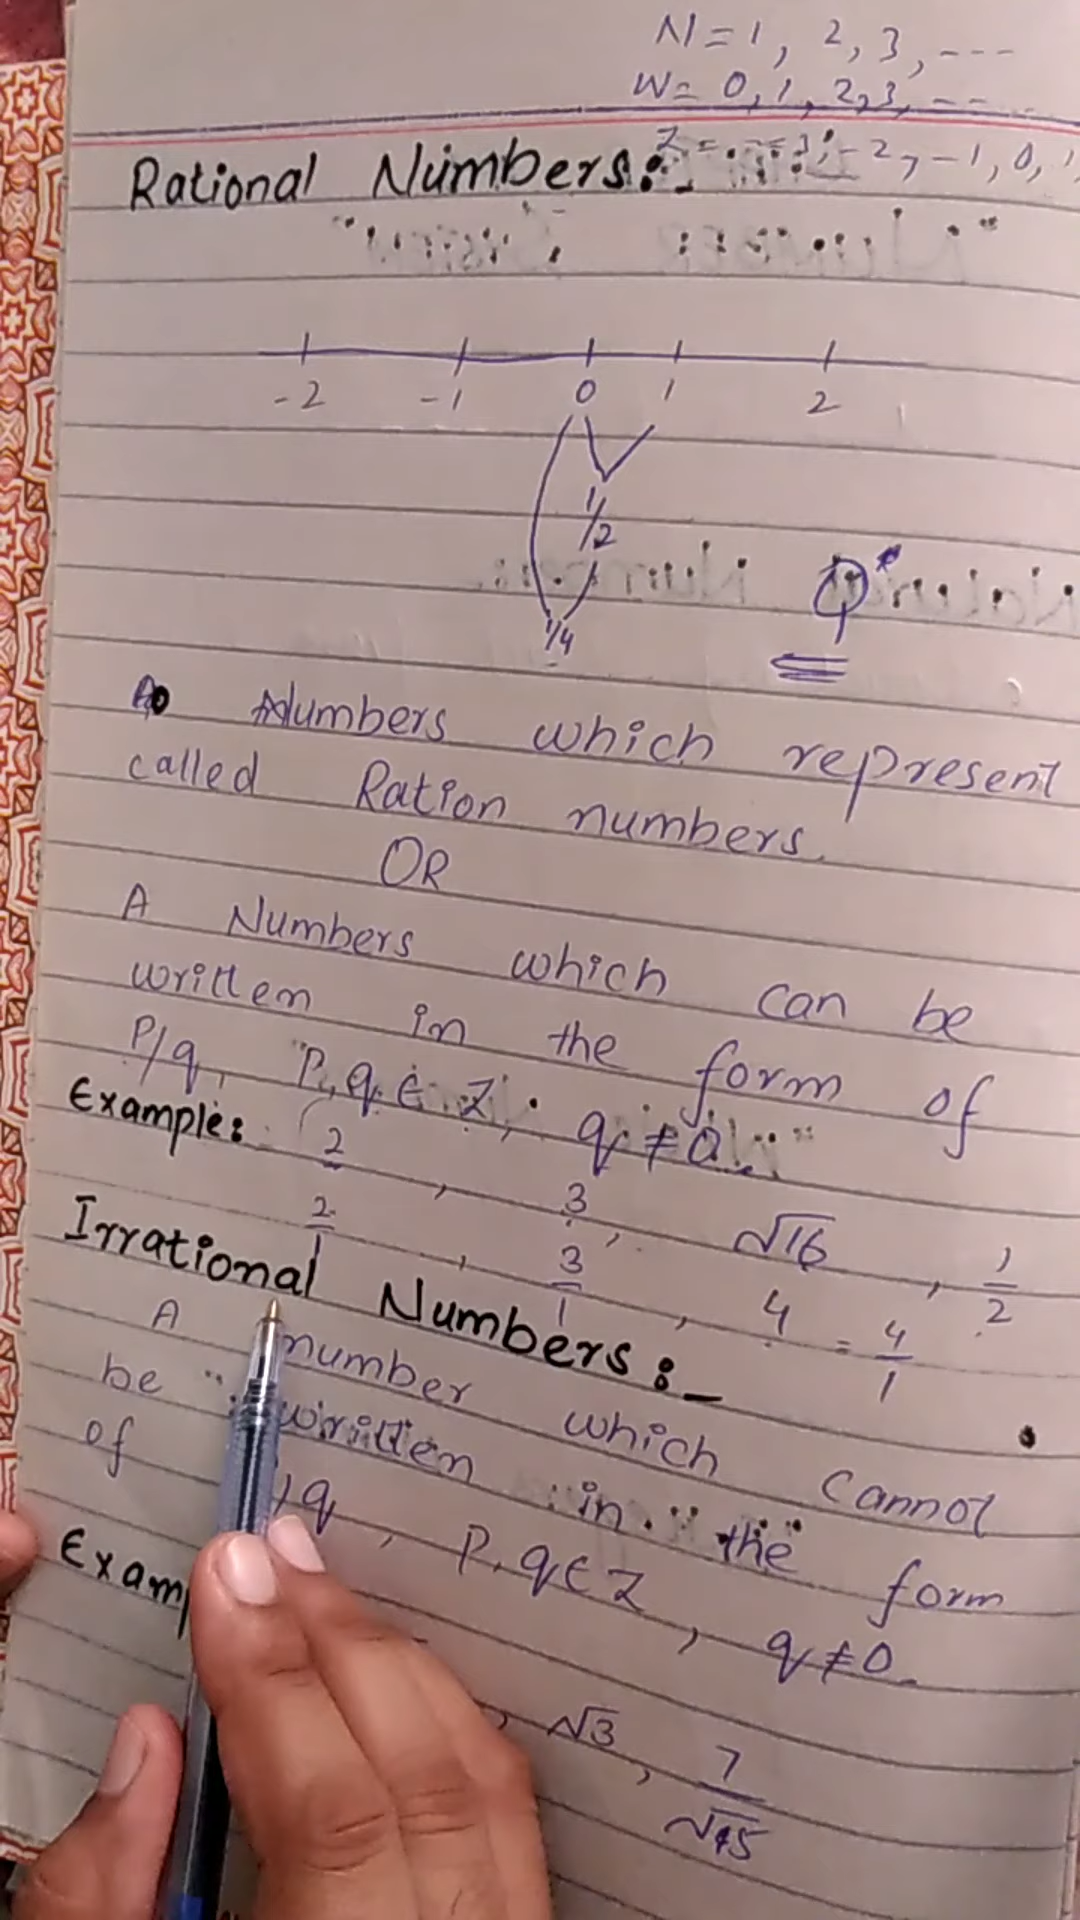 N = 1, 2, 3, ---
W = 0, 1, 2, 3, ---
Z = --- -3, -2, -1, 0, 1
Rational Numbers:-
-2 -1 0 1 2
1/2
1/4
Q
Numbers which represent
called Ration numbers.
OR
A Numbers which can be
written in the form of
P/q, P,q ∈ Z, q ≠ 0.
Example: 2, 3, √16, 1/2
2/1, 3/1, 4 = 4/1
Irrational Numbers:-
A number which cannot
be written in the form
of /q, P,q ∈ Z, q ≠ 0.
Examp
, √3, 7/√45